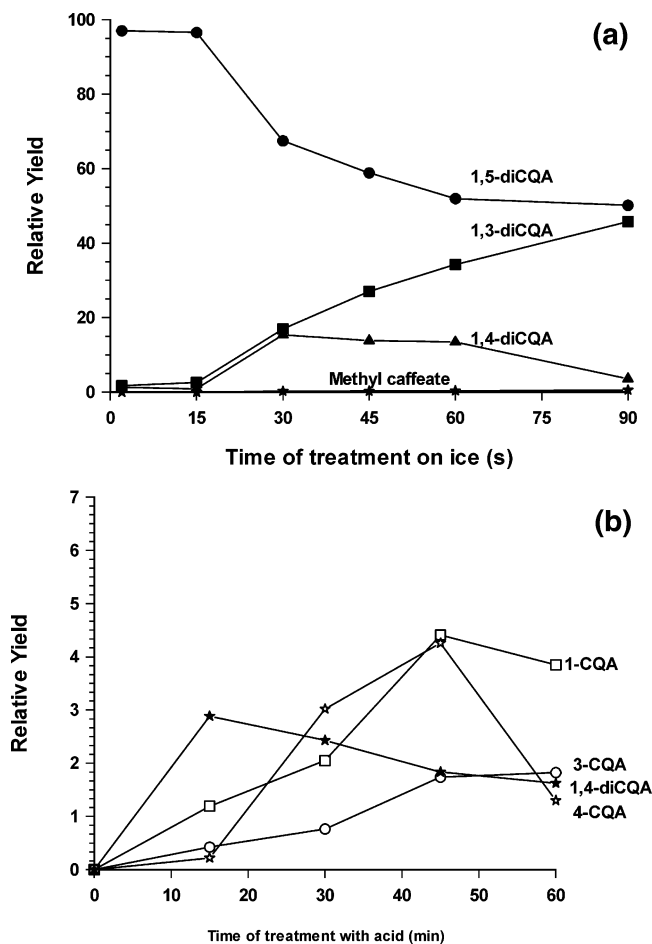 100
(a)
80
1,5-diCQA
60
1,3-diCQA
40
20
1,4-diCQA
Methyl caffeate
0
0 15 30 45 60 75 90
Relative Yield
Time of treatment on ice (s)
7
(b)
6
5
4
1-CQA
3
2
3-CQA
1,4-diCQA
4-CQA
1
0
0 10 20 30 40 50 60
Relative Yield
Time of treatment with acid (min)